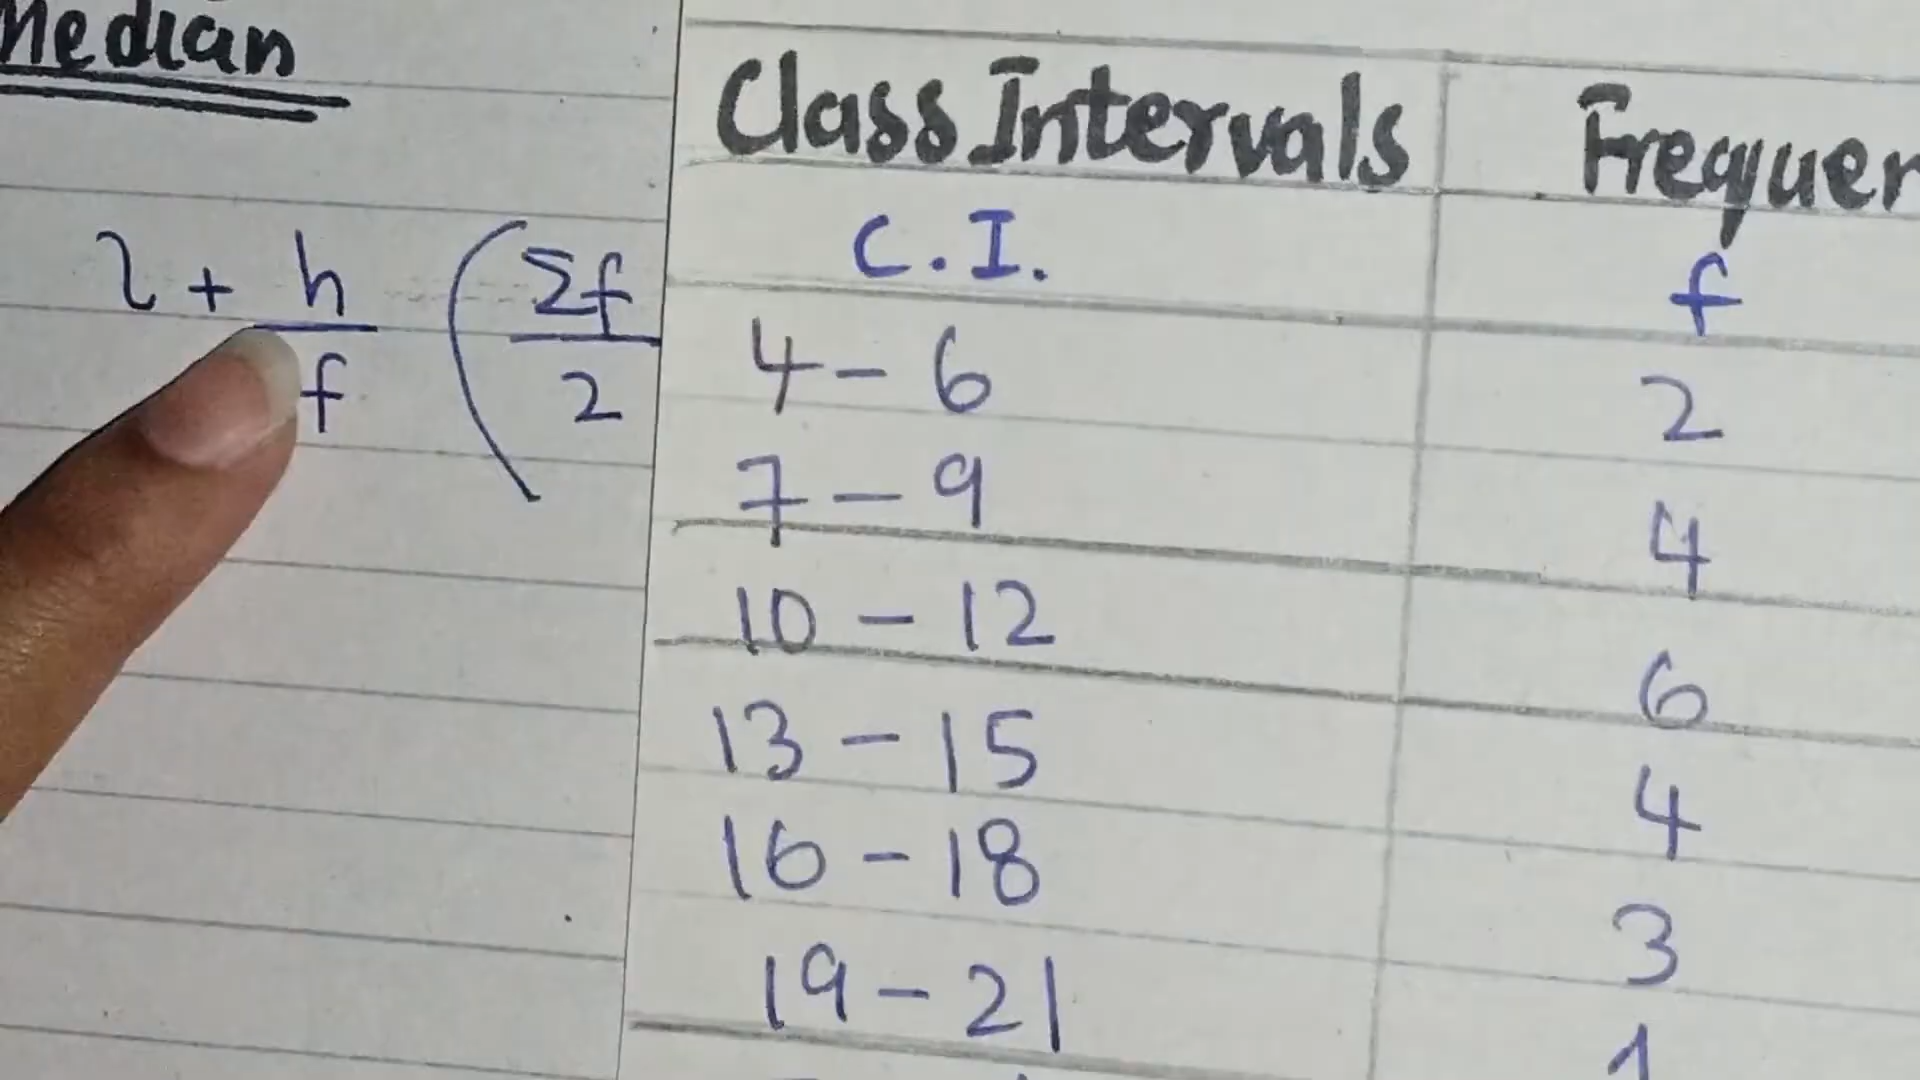 Median
l + h/f ( Σf/2
Class Intervals Frequen
C.I. f
4 - 6 2
7 - 9 4
10 - 12 6
13 - 15 4
16 - 18 3
19 - 21 1